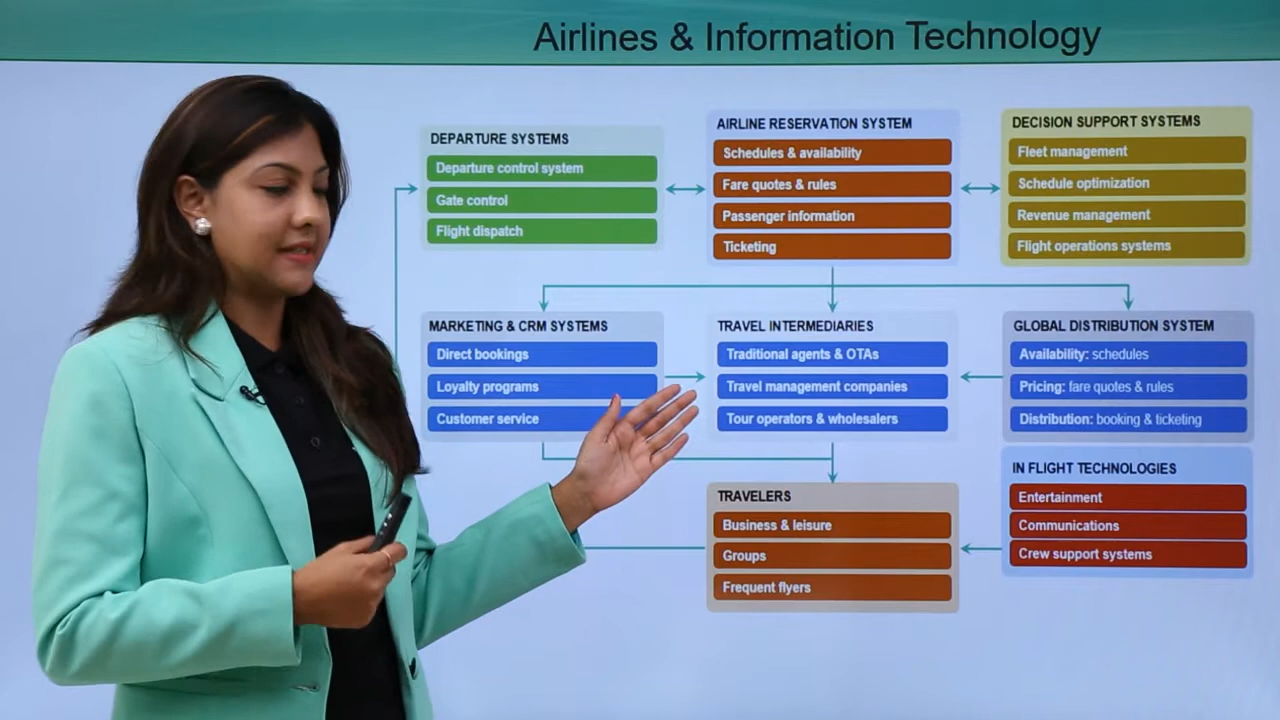 Airlines & Information Technology
DEPARTURE SYSTEMS
Departure control system
Gate control
Flight dispatch
AIRLINE RESERVATION SYSTEM
Schedules & availability
Fare quotes & rules
Passenger information
Ticketing
DECISION SUPPORT SYSTEMS
Fleet management
Schedule optimization
Revenue management
Flight operations systems
MARKETING & CRM SYSTEMS
Direct bookings
Loyalty programs
Customer service
TRAVEL INTERMEDIARIES
Traditional agents & OTAs
Travel management companies
Tour operators & wholesalers
GLOBAL DISTRIBUTION SYSTEM
Availability: schedules
Pricing: fare quotes & rules
Distribution: booking & ticketing
TRAVELERS
Business & leisure
Groups
Frequent flyers
IN FLIGHT TECHNOLOGIES
Entertainment
Communications
Crew support systems